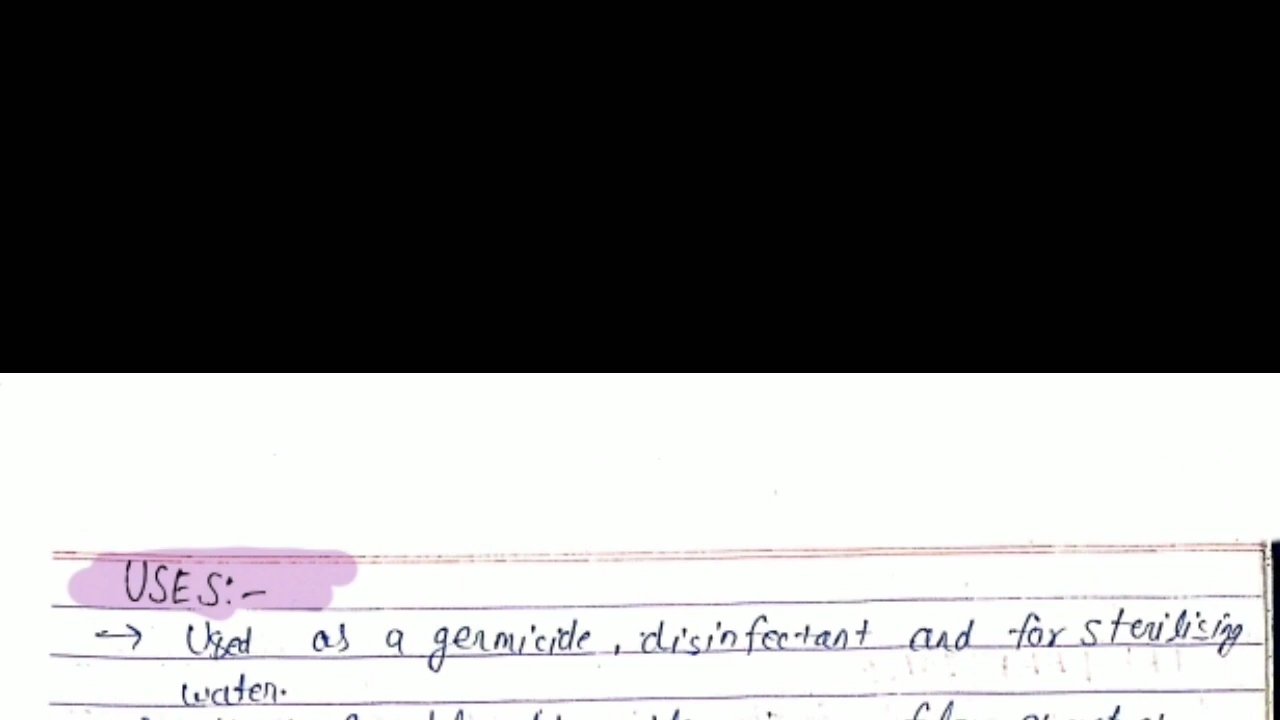 USES:-
→ Used as a germicide, disinfectant and for sterilising
water.